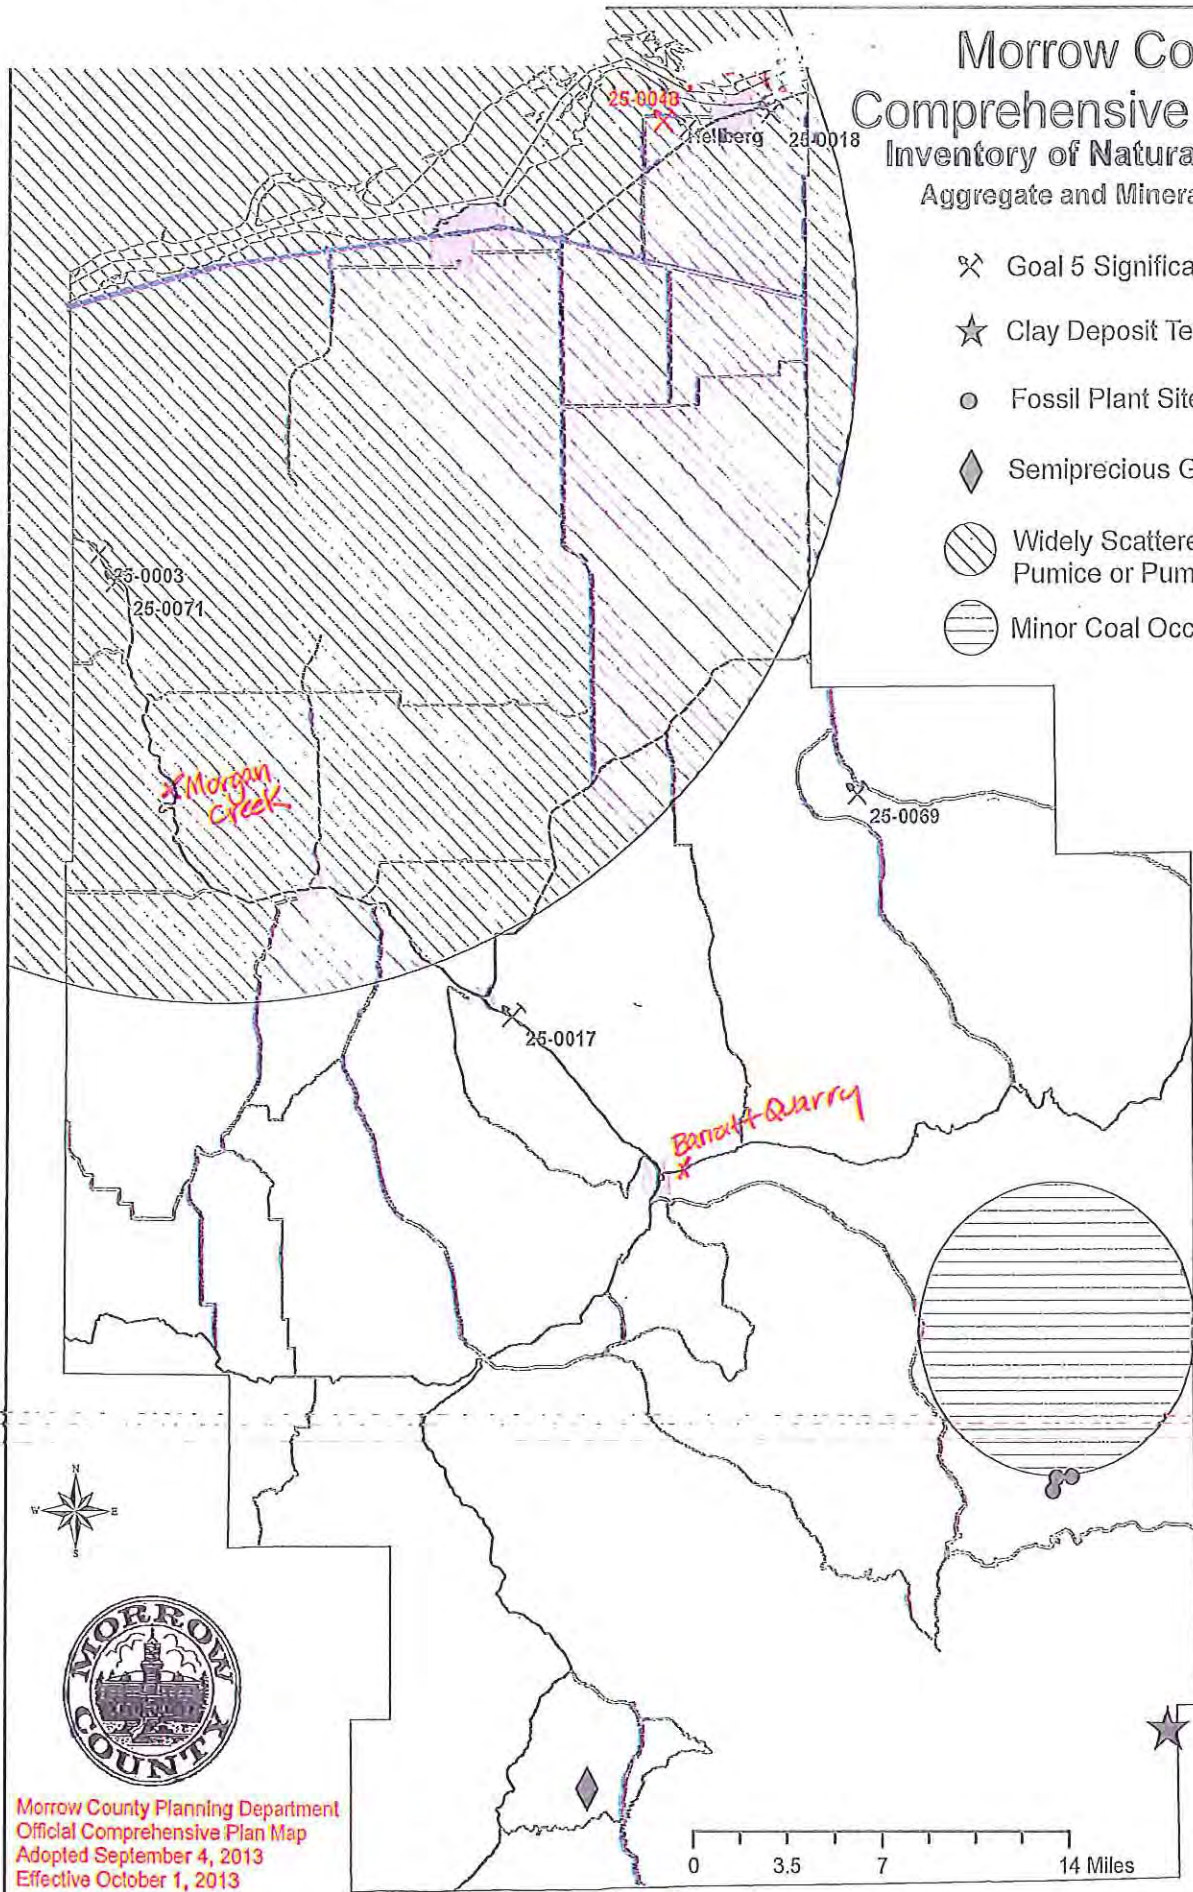 Morrow Co
Comprehensive
Inventory of Natura
Aggregate and Minera
Goal 5 Significa
Clay Deposit Te
Fossil Plant Site
Semiprecious G
Widely Scattere
Pumice or Pum
Minor Coal Occ
25-0048
Hellberg
25-0018
25-0003
25-0071
Morgan
Creek
25-0069
25-0017
Barratt Quarry
N
W
E
S
MORROW
COUNTY
Morrow County Planning Department
Official Comprehensive Plan Map
Adopted September 4, 2013
Effective October 1, 2013
0 3.5 7 14 Miles